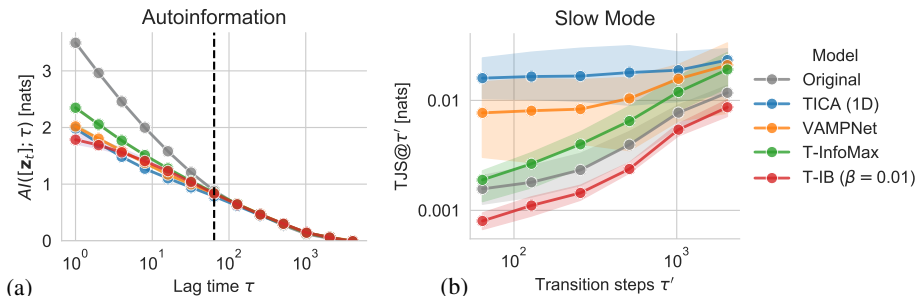 Autoinformation
AI([z_t]; τ) [nats]
3
2
1
0
10^0
10^1
10^2
10^3
Lag time τ
(a)
Slow Mode
TJS@τ′ [nats]
0.01
0.001
10^2
10^3
Transition steps τ′
(b)
Model
Original
TICA (1D)
VAMPNet
T-InfoMax
T-IB (β = 0.01)